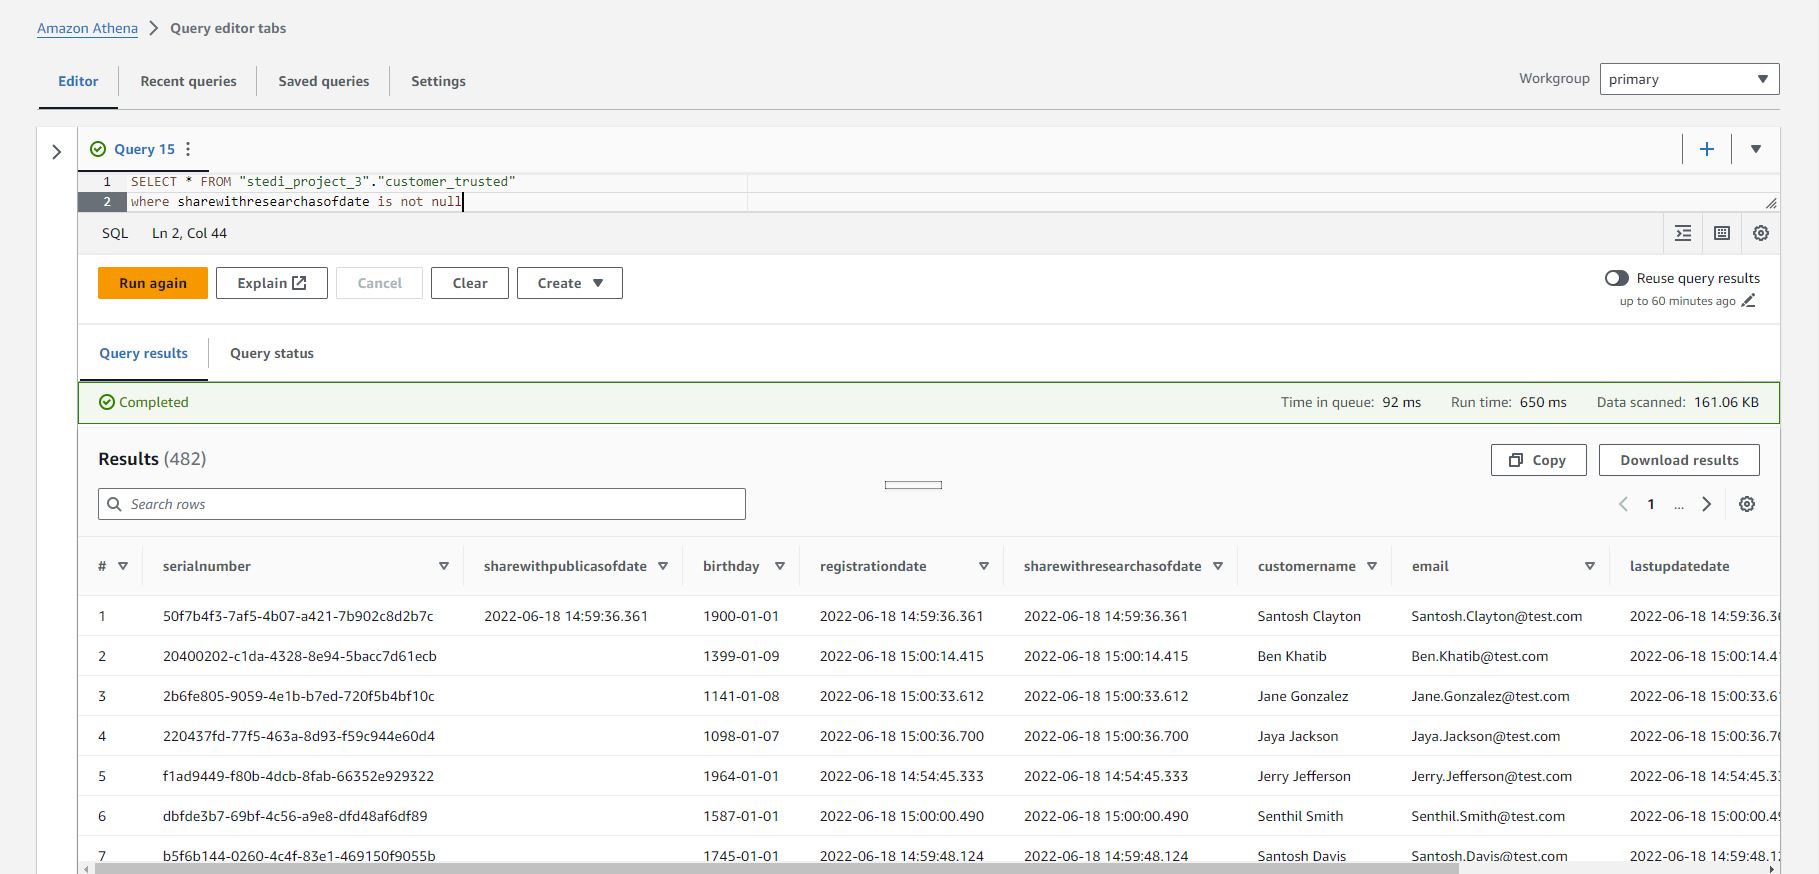 Amazon Athena > Query editor tabs
Editor Recent queries Saved queries Settings Workgroup primary
Query 15
1 SELECT * FROM "stedi_project_3"."customer_trusted"
2 where sharewithresearchasofdate is not null
SQL Ln 2, Col 44
Run again Explain Cancel Clear Create Reuse query results
up to 60 minutes ago
Query results Query status
Completed Time in queue: 92 ms Run time: 650 ms Data scanned: 161.06 KB
Results (482) Copy Download results
Search rows 1 ...
# serialnumber sharewithpublicasofdate birthday registrationdate sharewithresearchasofdate customername email lastupdatedate
1 50f7b4f3-7af5-4b07-a421-7b902c8d2b7c 2022-06-18 14:59:36.361 1900-01-01 2022-06-18 14:59:36.361 2022-06-18 14:59:36.361 Santosh Clayton Santosh.Clayton@test.com 2022-06-18 14:59:36.3
2 20400202-c1da-4328-8e94-5bacc7d61ecb 1399-01-09 2022-06-18 15:00:14.415 2022-06-18 15:00:14.415 Ben Khatib Ben.Khatib@test.com 2022-06-18 15:00:14.4
3 2b6fe805-9059-4e1b-b7ed-720f5b4bf10c 1141-01-08 2022-06-18 15:00:33.612 2022-06-18 15:00:33.612 Jane Gonzalez Jane.Gonzalez@test.com 2022-06-18 15:00:33.6
4 220437fd-77f5-463a-8d93-f59c944e60d4 1098-01-07 2022-06-18 15:00:36.700 2022-06-18 15:00:36.700 Jaya Jackson Jaya.Jackson@test.com 2022-06-18 15:00:36.7
5 f1ad9449-f80b-4dcb-8fab-66352e929322 1964-01-01 2022-06-18 14:54:45.333 2022-06-18 14:54:45.333 Jerry Jefferson Jerry.Jefferson@test.com 2022-06-18 14:54:45.3
6 dbfde3b7-69bf-4c56-a9e8-dfd48af6df89 1587-01-01 2022-06-18 15:00:00.490 2022-06-18 15:00:00.490 Senthil Smith Senthil.Smith@test.com 2022-06-18 15:00:00.4
7 b5f6b144-0260-4c4f-83e1-469150f9055b 1745-01-01 2022-06-18 14:59:48.124 2022-06-18 14:59:48.124 Santosh Davis Santosh.Davis@test.com 2022-06-18 14:59:48.1